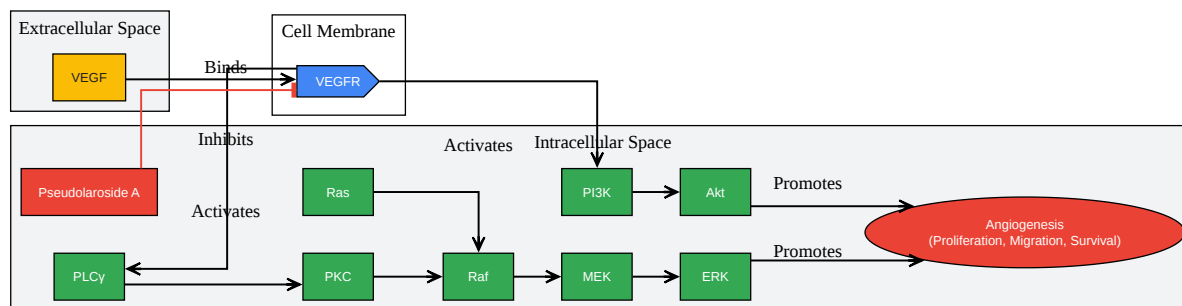 Extracellular Space
Cell Membrane
VEGF
Binds
VEGFR
Inhibits
Activates
Intracellular Space
Pseudolaroside A
Ras
PI3K
Akt
Promotes
Activates
Angiogenesis
(Proliferation, Migration, Survival)
Promotes
PLCγ
PKC
Raf
MEK
ERK